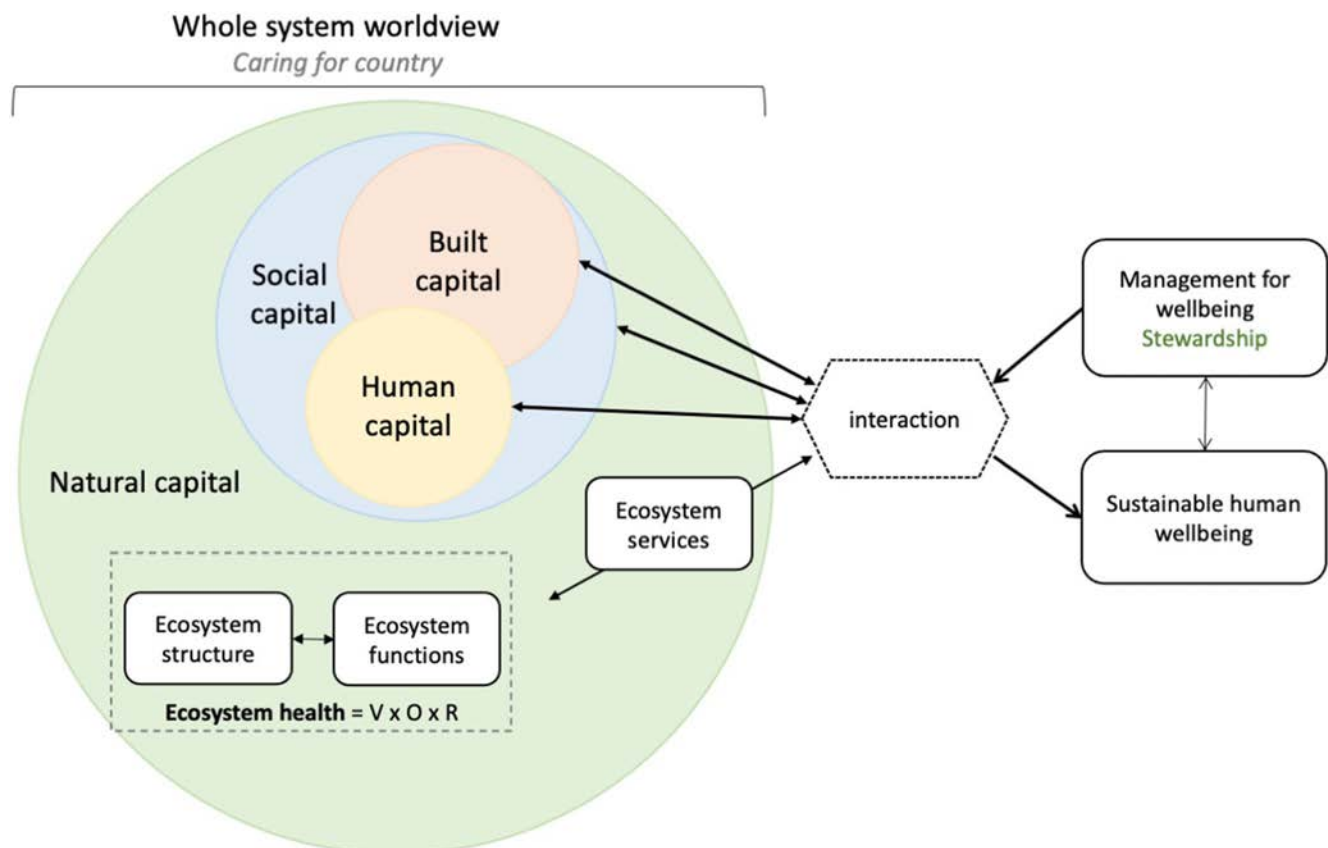 Whole system worldview
Caring for country
Built
capital
Social
capital
Human
capital
Natural capital
Ecosystem
services
Ecosystem
structure
Ecosystem
functions
Ecosystem health = V x O x R
interaction
Management for
wellbeing
Stewardship
Sustainable human
wellbeing